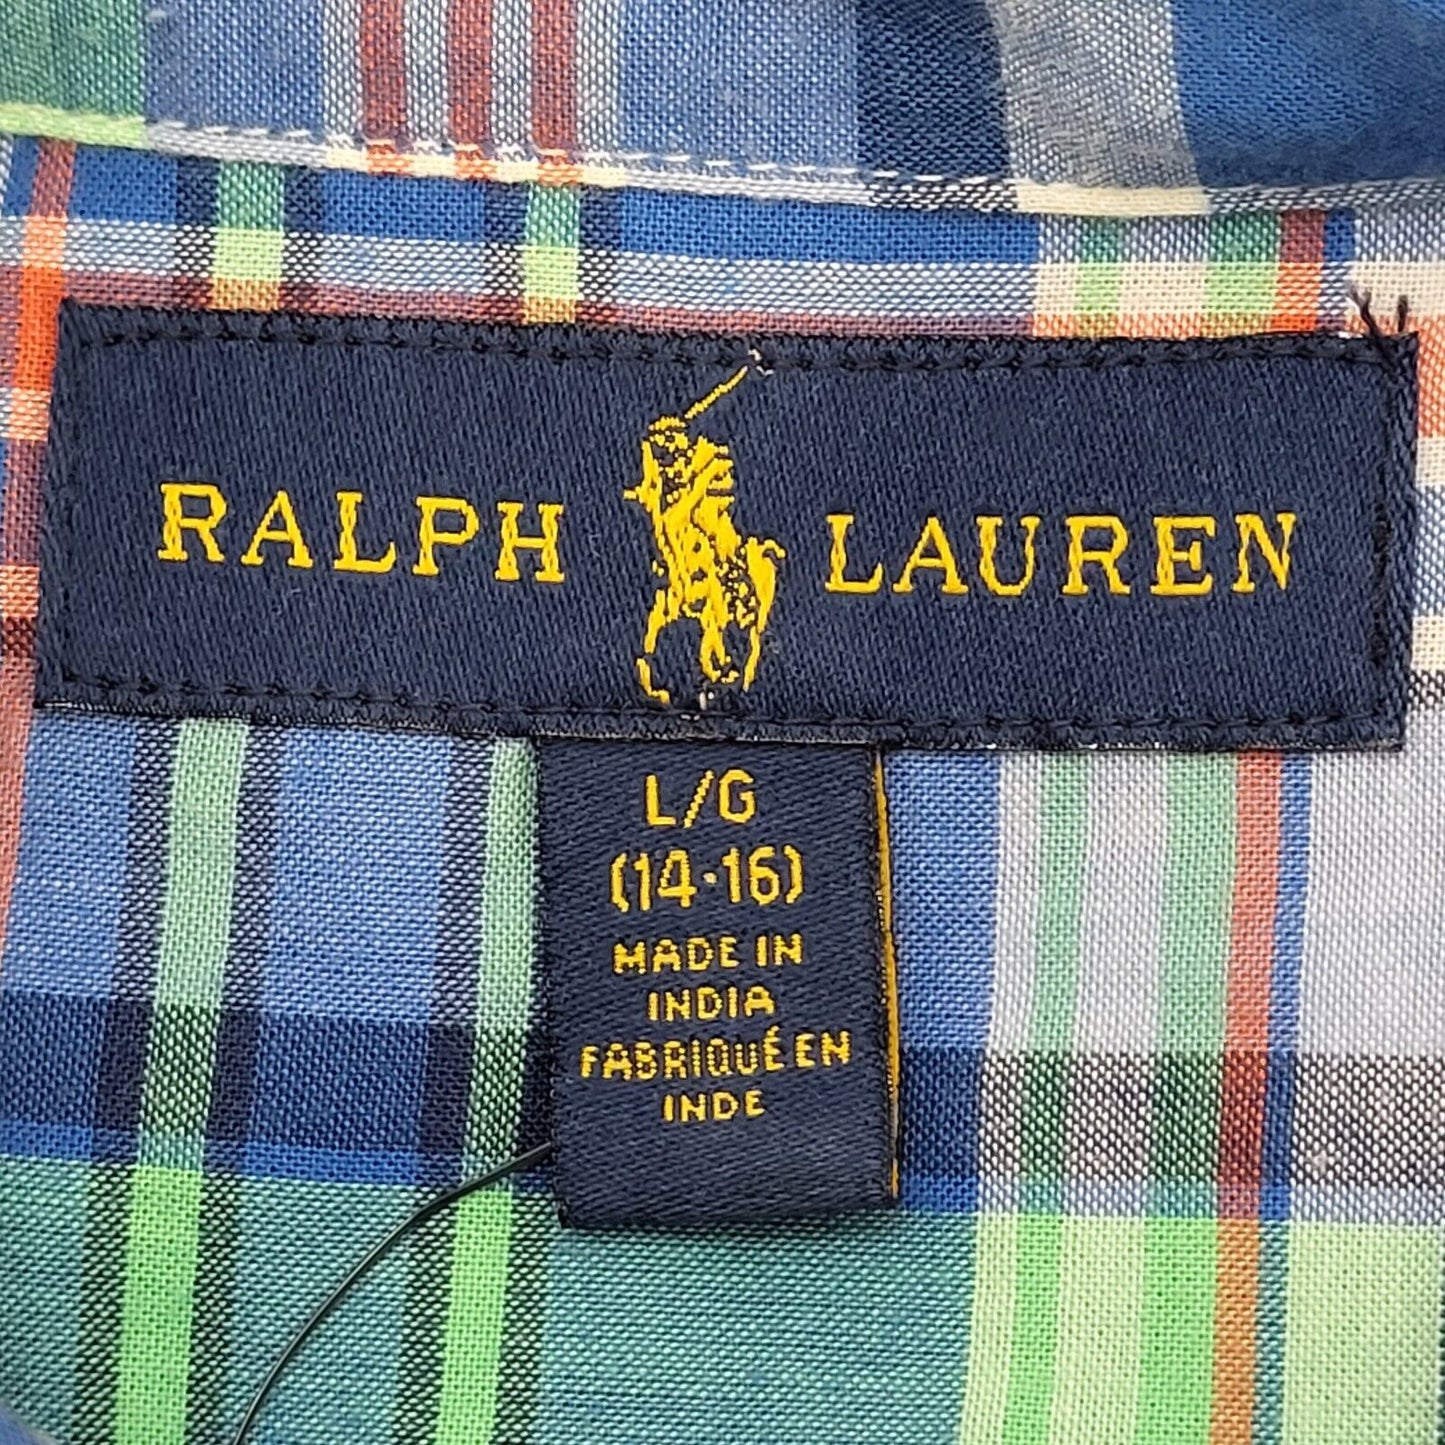 RALPH LAUREN
L/G
(14-16)
MADE IN
INDIA
FABRIQUÉ EN
INDE